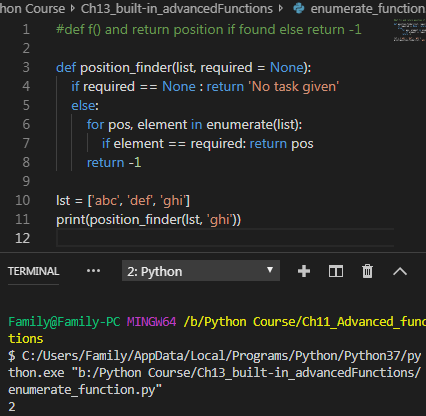 hon Course > Ch13_built-in_advancedFunctions > enumerate_function
1 #def f() and return position if found else return -1
2
3 def position_finder(list, required = None):
4 if required == None : return 'No task given'
5 else:
6 for pos, element in enumerate(list):
7 if element == required: return pos
8 return -1
9
10 lst = ['abc', 'def', 'ghi']
11 print(position_finder(lst, 'ghi'))
12
TERMINAL ... 2: Python
Family@Family-PC MINGW64 /b/Python Course/Ch11_Advanced_func
tions
$ C:/Users/Family/AppData/Local/Programs/Python/Python37/py
thon.exe "b:/Python Course/Ch13_built-in_advancedFunctions/
enumerate_function.py"
2